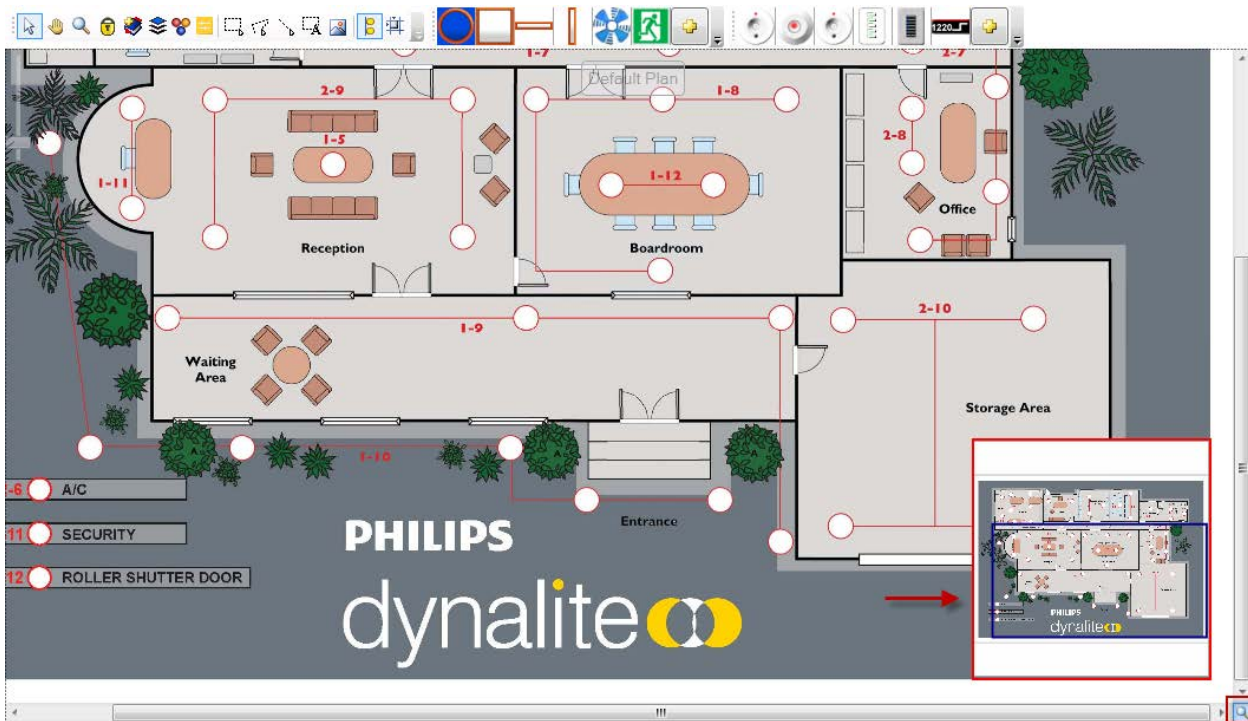 1220
1-7
2-7
Default Plan
2-9
1-8
1-5
2-8
1-11
1-12
Office
Reception
Boardroom
2-10
1-9
Waiting
Area
Storage Area
A
A
A
A
1-10
-6 A/C
Entrance
11 SECURITY
PHILIPS
12 ROLLER SHUTTER DOOR
dynalite
PHILIPS
dynalite